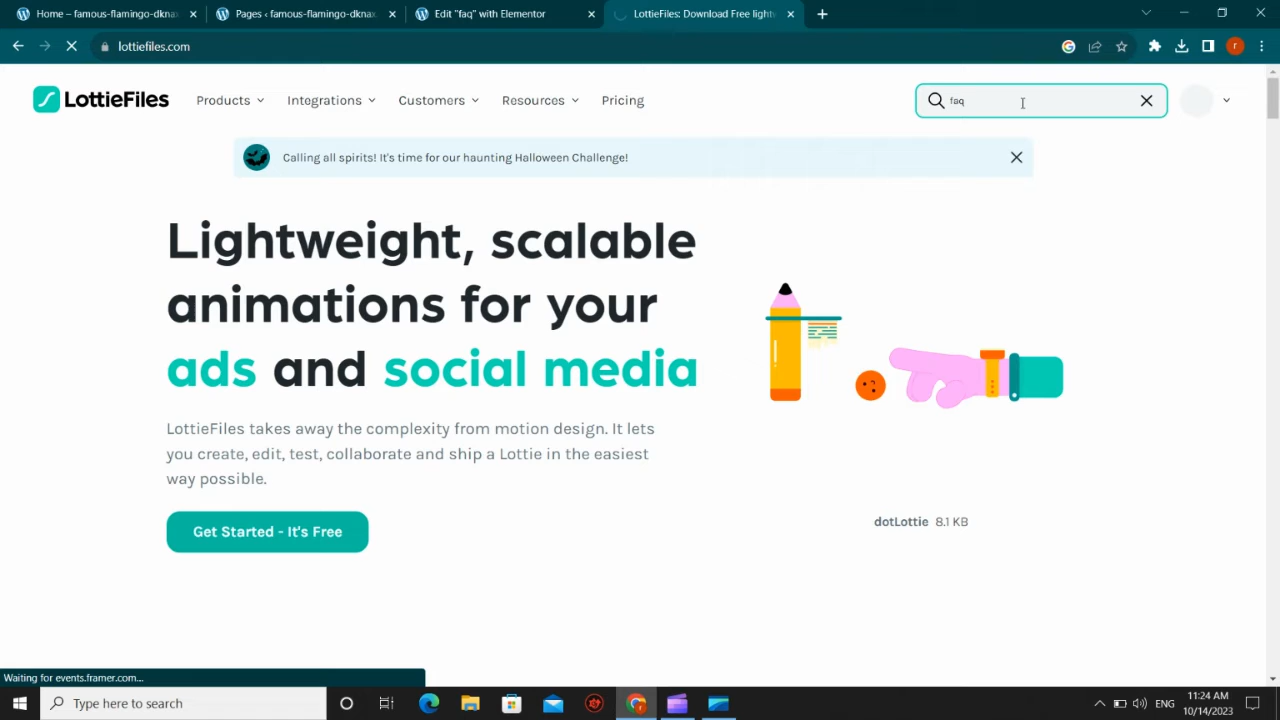 Home – famous-flamingo-dkna
Pages ‹ famous-flamingo-dknax.
Edit "faq" with Elementor
LottieFiles: Download Free light
lottiefiles.com
LottieFiles
Products
Integrations
Customers
Resources
Pricing
faq
Calling all spirits! It's time for our haunting Halloween Challenge!
Lightweight, scalable
animations for your
ads and social media
LottieFiles takes away the complexity from motion design. It lets
you create, edit, test, collaborate and ship a Lottie in the easiest
way possible.
Get Started - It's Free
dotLottie 8.1 KB
Waiting for events.framer.com...
Type here to search
ENG
11:24 AM
10/14/2023